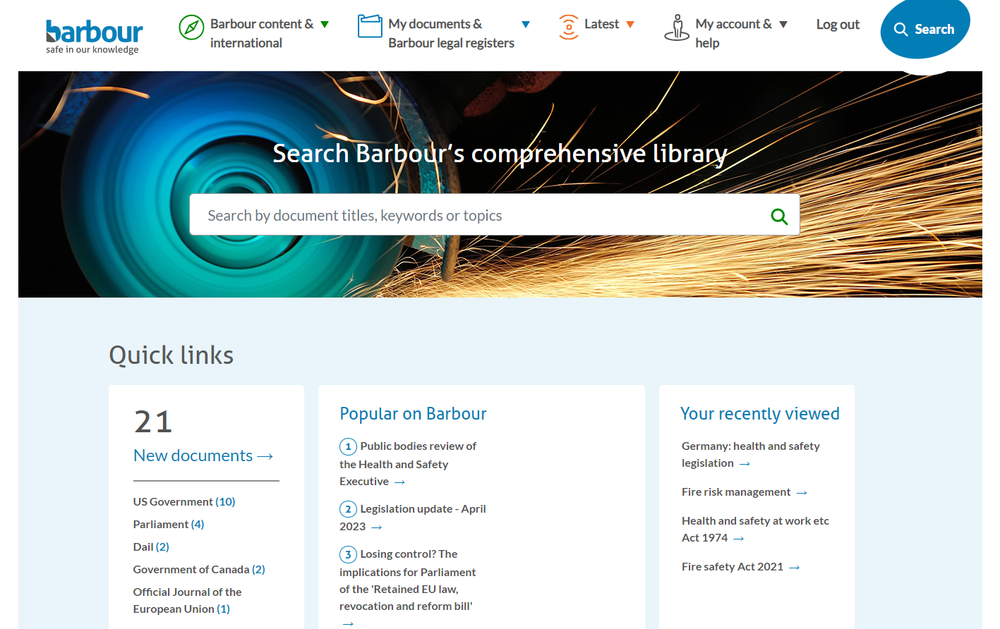 barbour
safe in our knowledge
Barbour content &
international
My documents &
Barbour legal registers
Latest
My account &
help
Log out
Search
Search Barbour’s comprehensive library
Search by document titles, keywords or topics
Quick links
21
New documents →
US Government (10)
Parliament (4)
Dail (2)
Government of Canada (2)
Official Journal of the
European Union (1)
Popular on Barbour
1 Public bodies review of
the Health and Safety
Executive →
2 Legislation update - April
2023 →
3 Losing control? The
implications for Parliament
of the 'Retained EU law,
revocation and reform bill'
→
Your recently viewed
Germany: health and safety
legislation →
Fire risk management →
Health and safety at work etc
Act 1974 →
Fire safety Act 2021 →